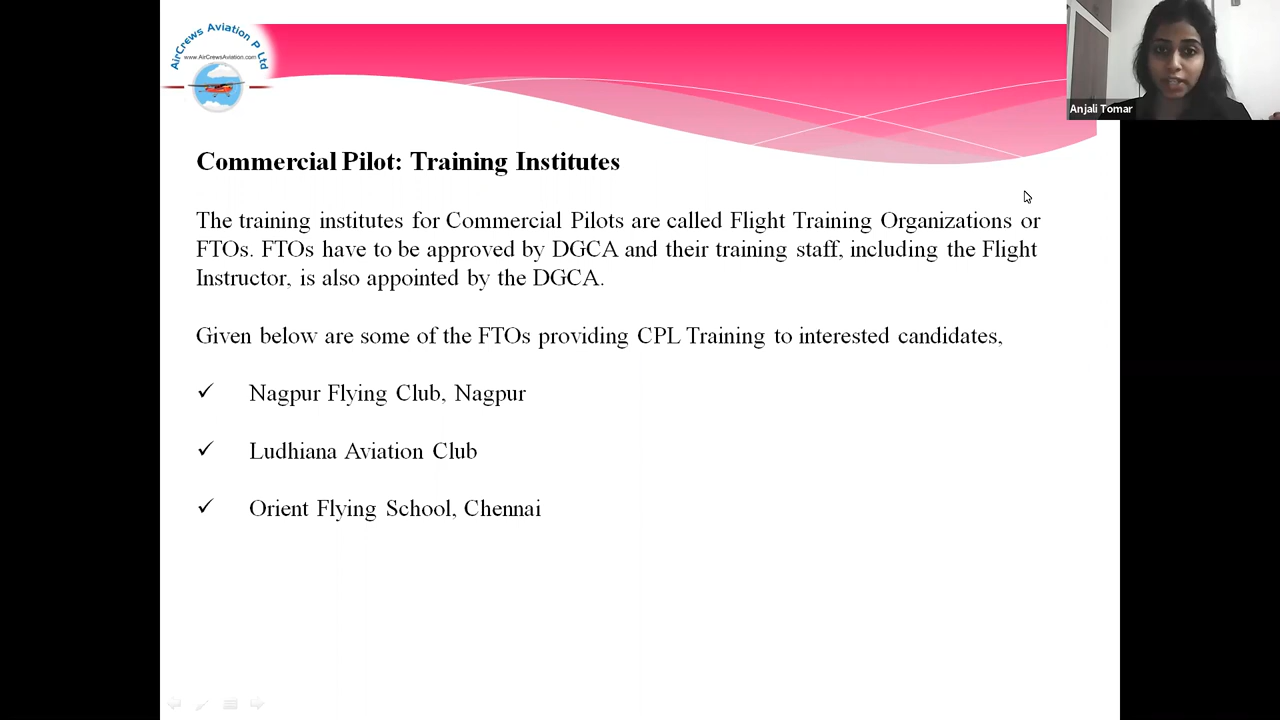 AirCrews Aviation P Ltd
www.AirCrewsAviation.com
Anjali Tomar
Commercial Pilot: Training Institutes
The training institutes for Commercial Pilots are called Flight Training Organizations or
FTOs. FTOs have to be approved by DGCA and their training staff, including the Flight
Instructor, is also appointed by the DGCA.
Given below are some of the FTOs providing CPL Training to interested candidates,
✓ Nagpur Flying Club, Nagpur
✓ Ludhiana Aviation Club
✓ Orient Flying School, Chennai